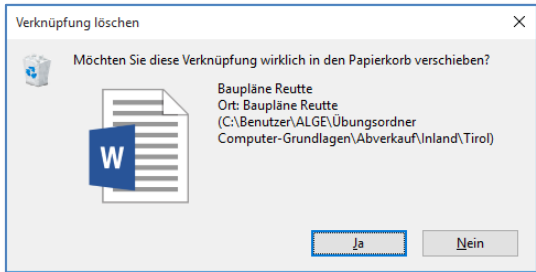 Verknüpfung löschen
Möchten Sie diese Verknüpfung wirklich in den Papierkorb verschieben?
Baupläne Reutte
Ort: Baupläne Reutte
(C:\Benutzer\ALGE\Übungsordner
Computer-Grundlagen\Abverkauf\Inland\Tirol)
W
Ja
Nein